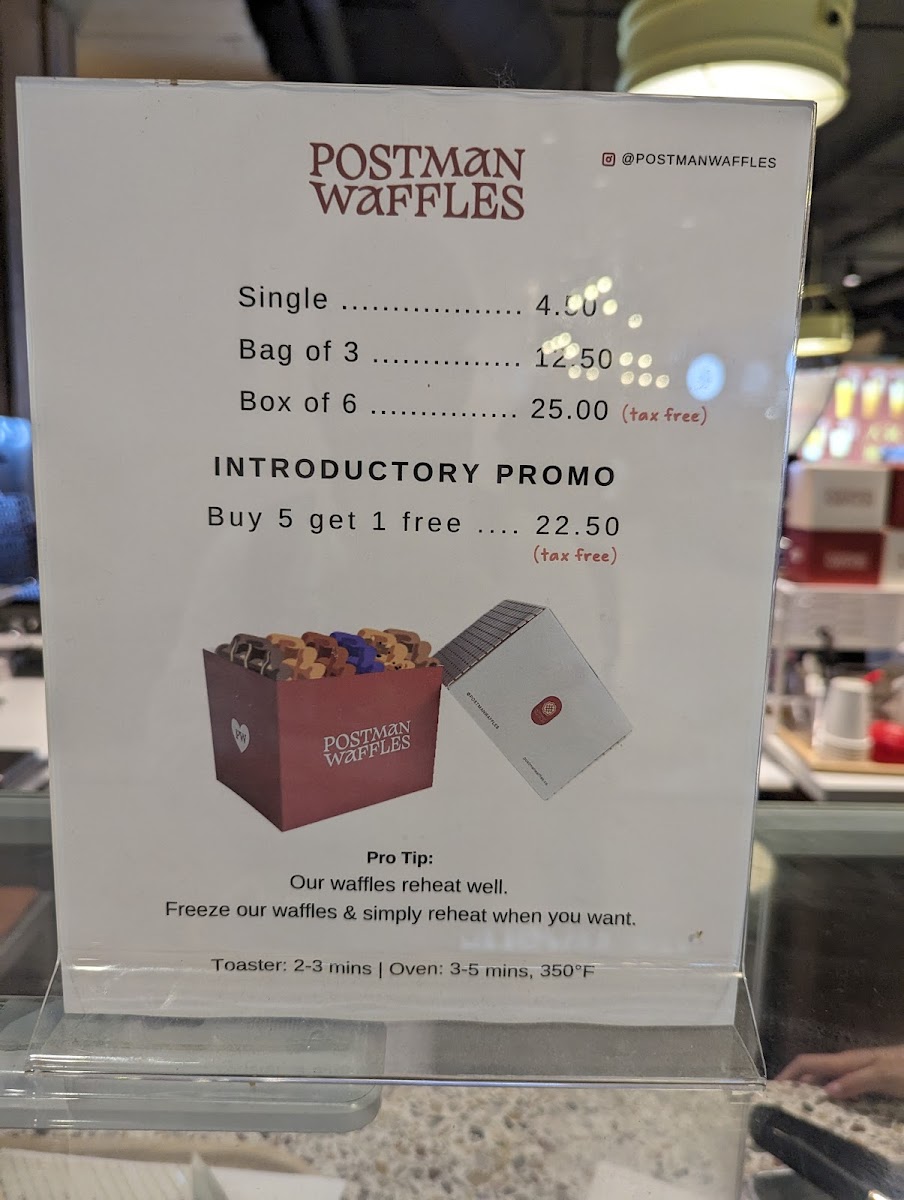 POSTMAN
WAFFLES
@POSTMANWAFFLES
Single .................. 4.50
Bag of 3 ............... 12.50
Box of 6 ............... 25.00 (tax free)
INTRODUCTORY PROMO
Buy 5 get 1 free .... 22.50
(tax free)
PW
POSTMAN
WAFFLES
@POSTMANWAFFLES
Pro Tip:
Our waffles reheat well.
Freeze our waffles & simply reheat when you want.
Toaster: 2-3 mins | Oven: 3-5 mins, 350°F